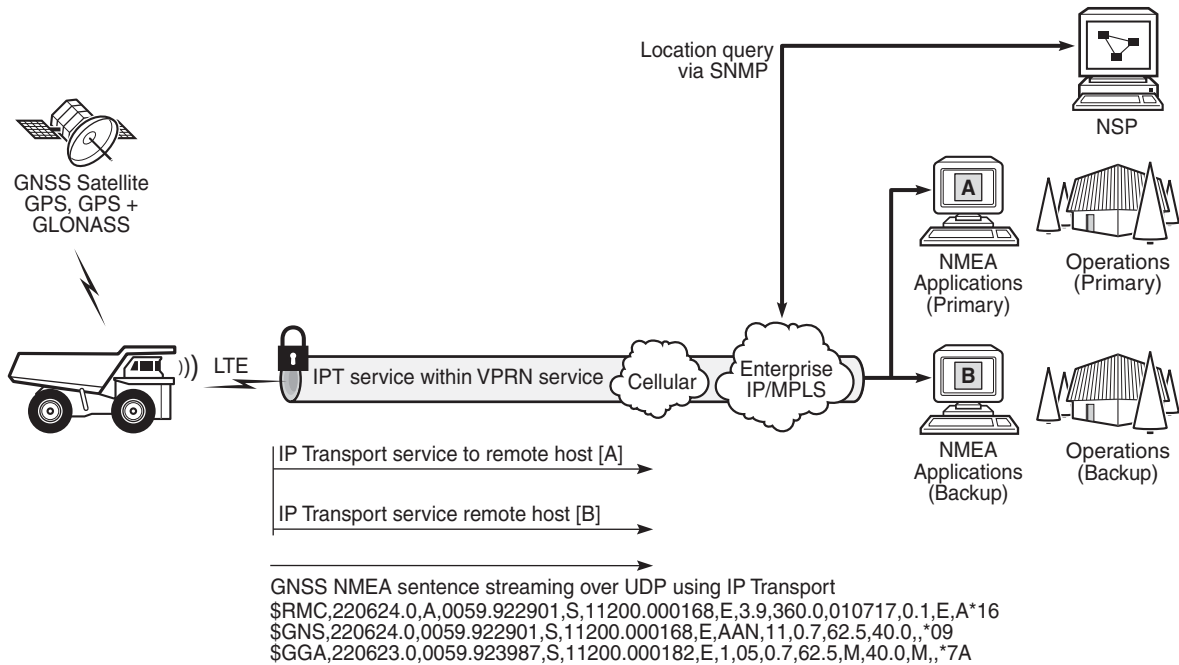 Location query
via SNMP
NSP
GNSS Satellite
GPS, GPS +
GLONASS
A
NMEA
Applications
(Primary)
Operations
(Primary)
LTE
IPT service within VPRN service
Cellular
Enterprise
IP/MPLS
B
NMEA
Applications
(Backup)
Operations
(Backup)
IP Transport service to remote host [A]
IP Transport service remote host [B]
GNSS NMEA sentence streaming over UDP using IP Transport
$RMC,220624.0,A,0059.922901,S,11200.000168,E,3.9,360.0,010717,0.1,E,A*16
$GNS,220624.0,0059.922901,S,11200.000168,E,AAN,11,0.7,62.5,40.0,,*09
$GGA,220623.0,0059.923987,S,11200.000182,E,1,05,0.7,62.5,M,40.0,M,,*7A